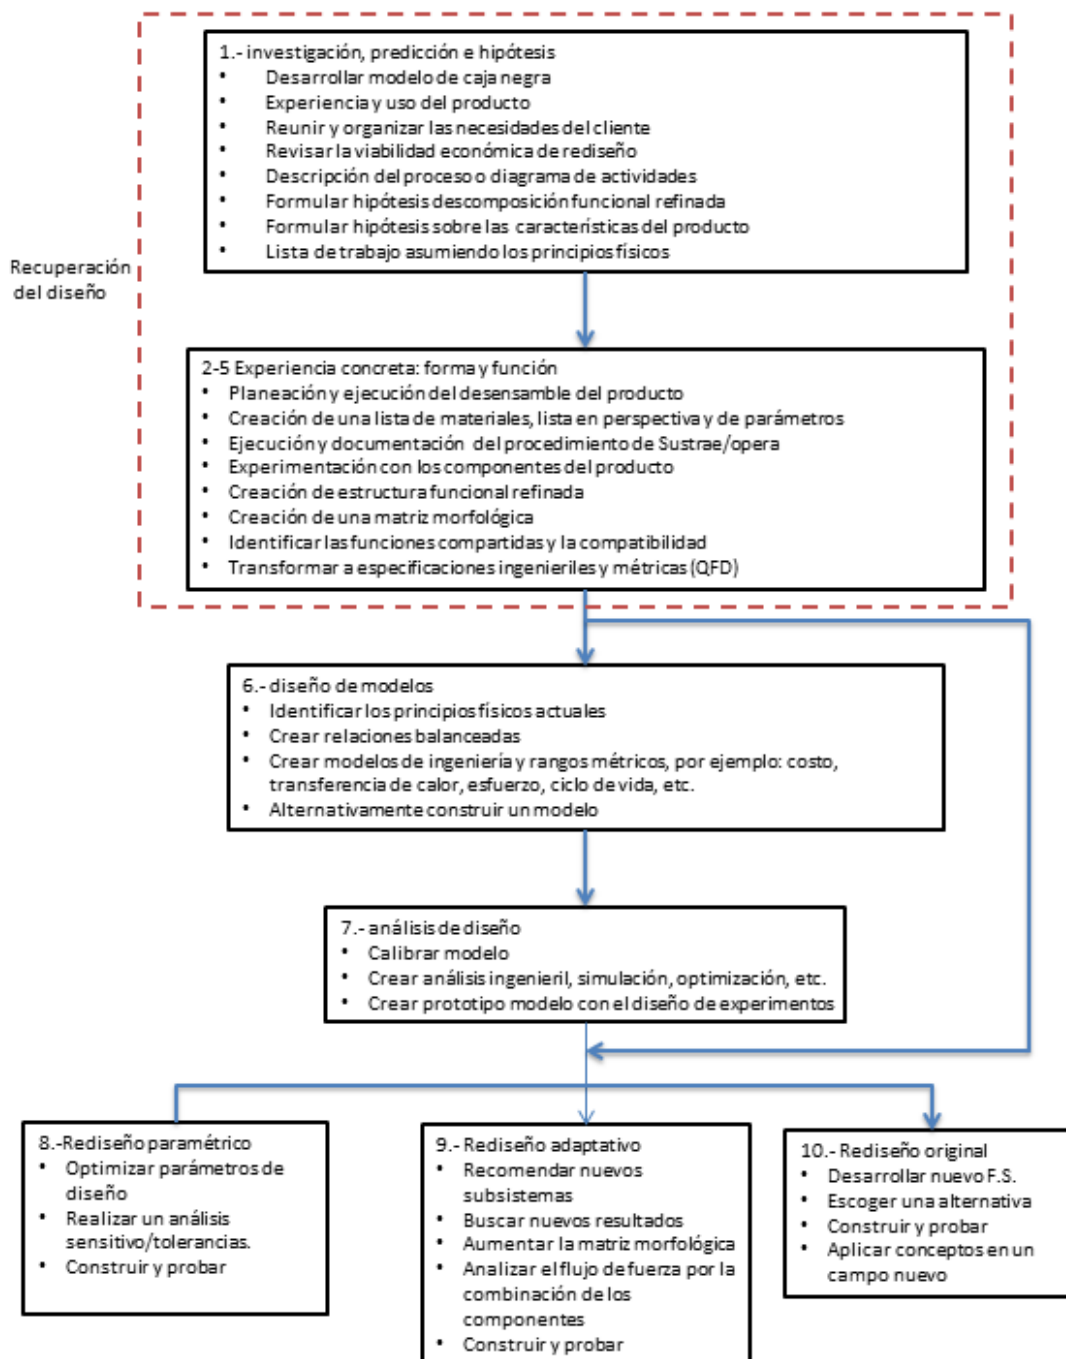 1.- investigación, predicción e hipótesis
• Desarrollar modelo de caja negra
• Experiencia y uso del producto
• Reunir y organizar las necesidades del cliente
• Revisar la viabilidad económica de rediseño
• Descripción del proceso o diagrama de actividades
• Formular hipótesis descomposición funcional refinada
• Formular hipótesis sobre las características del producto
• Lista de trabajo asumiendo los principios físicos
Recuperación
del diseño
2-5 Experiencia concreta: forma y función
• Planeación y ejecución del desensamble del producto
• Creación de una lista de materiales, lista en perspectiva y de parámetros
• Ejecución y documentación del procedimiento de Sustrae/opera
• Experimentación con los componentes del producto
• Creación de estructura funcional refinada
• Creación de una matriz morfológica
• Identificar las funciones compartidas y la compatibilidad
• Transformar a especificaciones ingenieriles y métricas (QFD)
6.- diseño de modelos
• Identificar los principios físicos actuales
• Crear relaciones balanceadas
• Crear modelos de ingeniería y rangos métricos, por ejemplo: costo,
transferencia de calor, esfuerzo, ciclo de vida, etc.
• Alternativamente construir un modelo
7.- análisis de diseño
• Calibrar modelo
• Crear análisis ingenieril, simulación, optimización, etc.
• Crear prototipo modelo con el diseño de experimentos
8.-Rediseño paramétrico
• Optimizar parámetros de
diseño
• Realizar un análisis
sensitivo/tolerancias.
• Construir y probar
9.- Rediseño adaptativo
• Recomendar nuevos
subsistemas
• Buscar nuevos resultados
• Aumentar la matriz morfológica
• Analizar el flujo de fuerza por la
combinación de los
componentes
• Construir y probar
10.- Rediseño original
• Desarrollar nuevo F.S.
• Escoger una alternativa
• Construir y probar
• Aplicar conceptos en un
campo nuevo